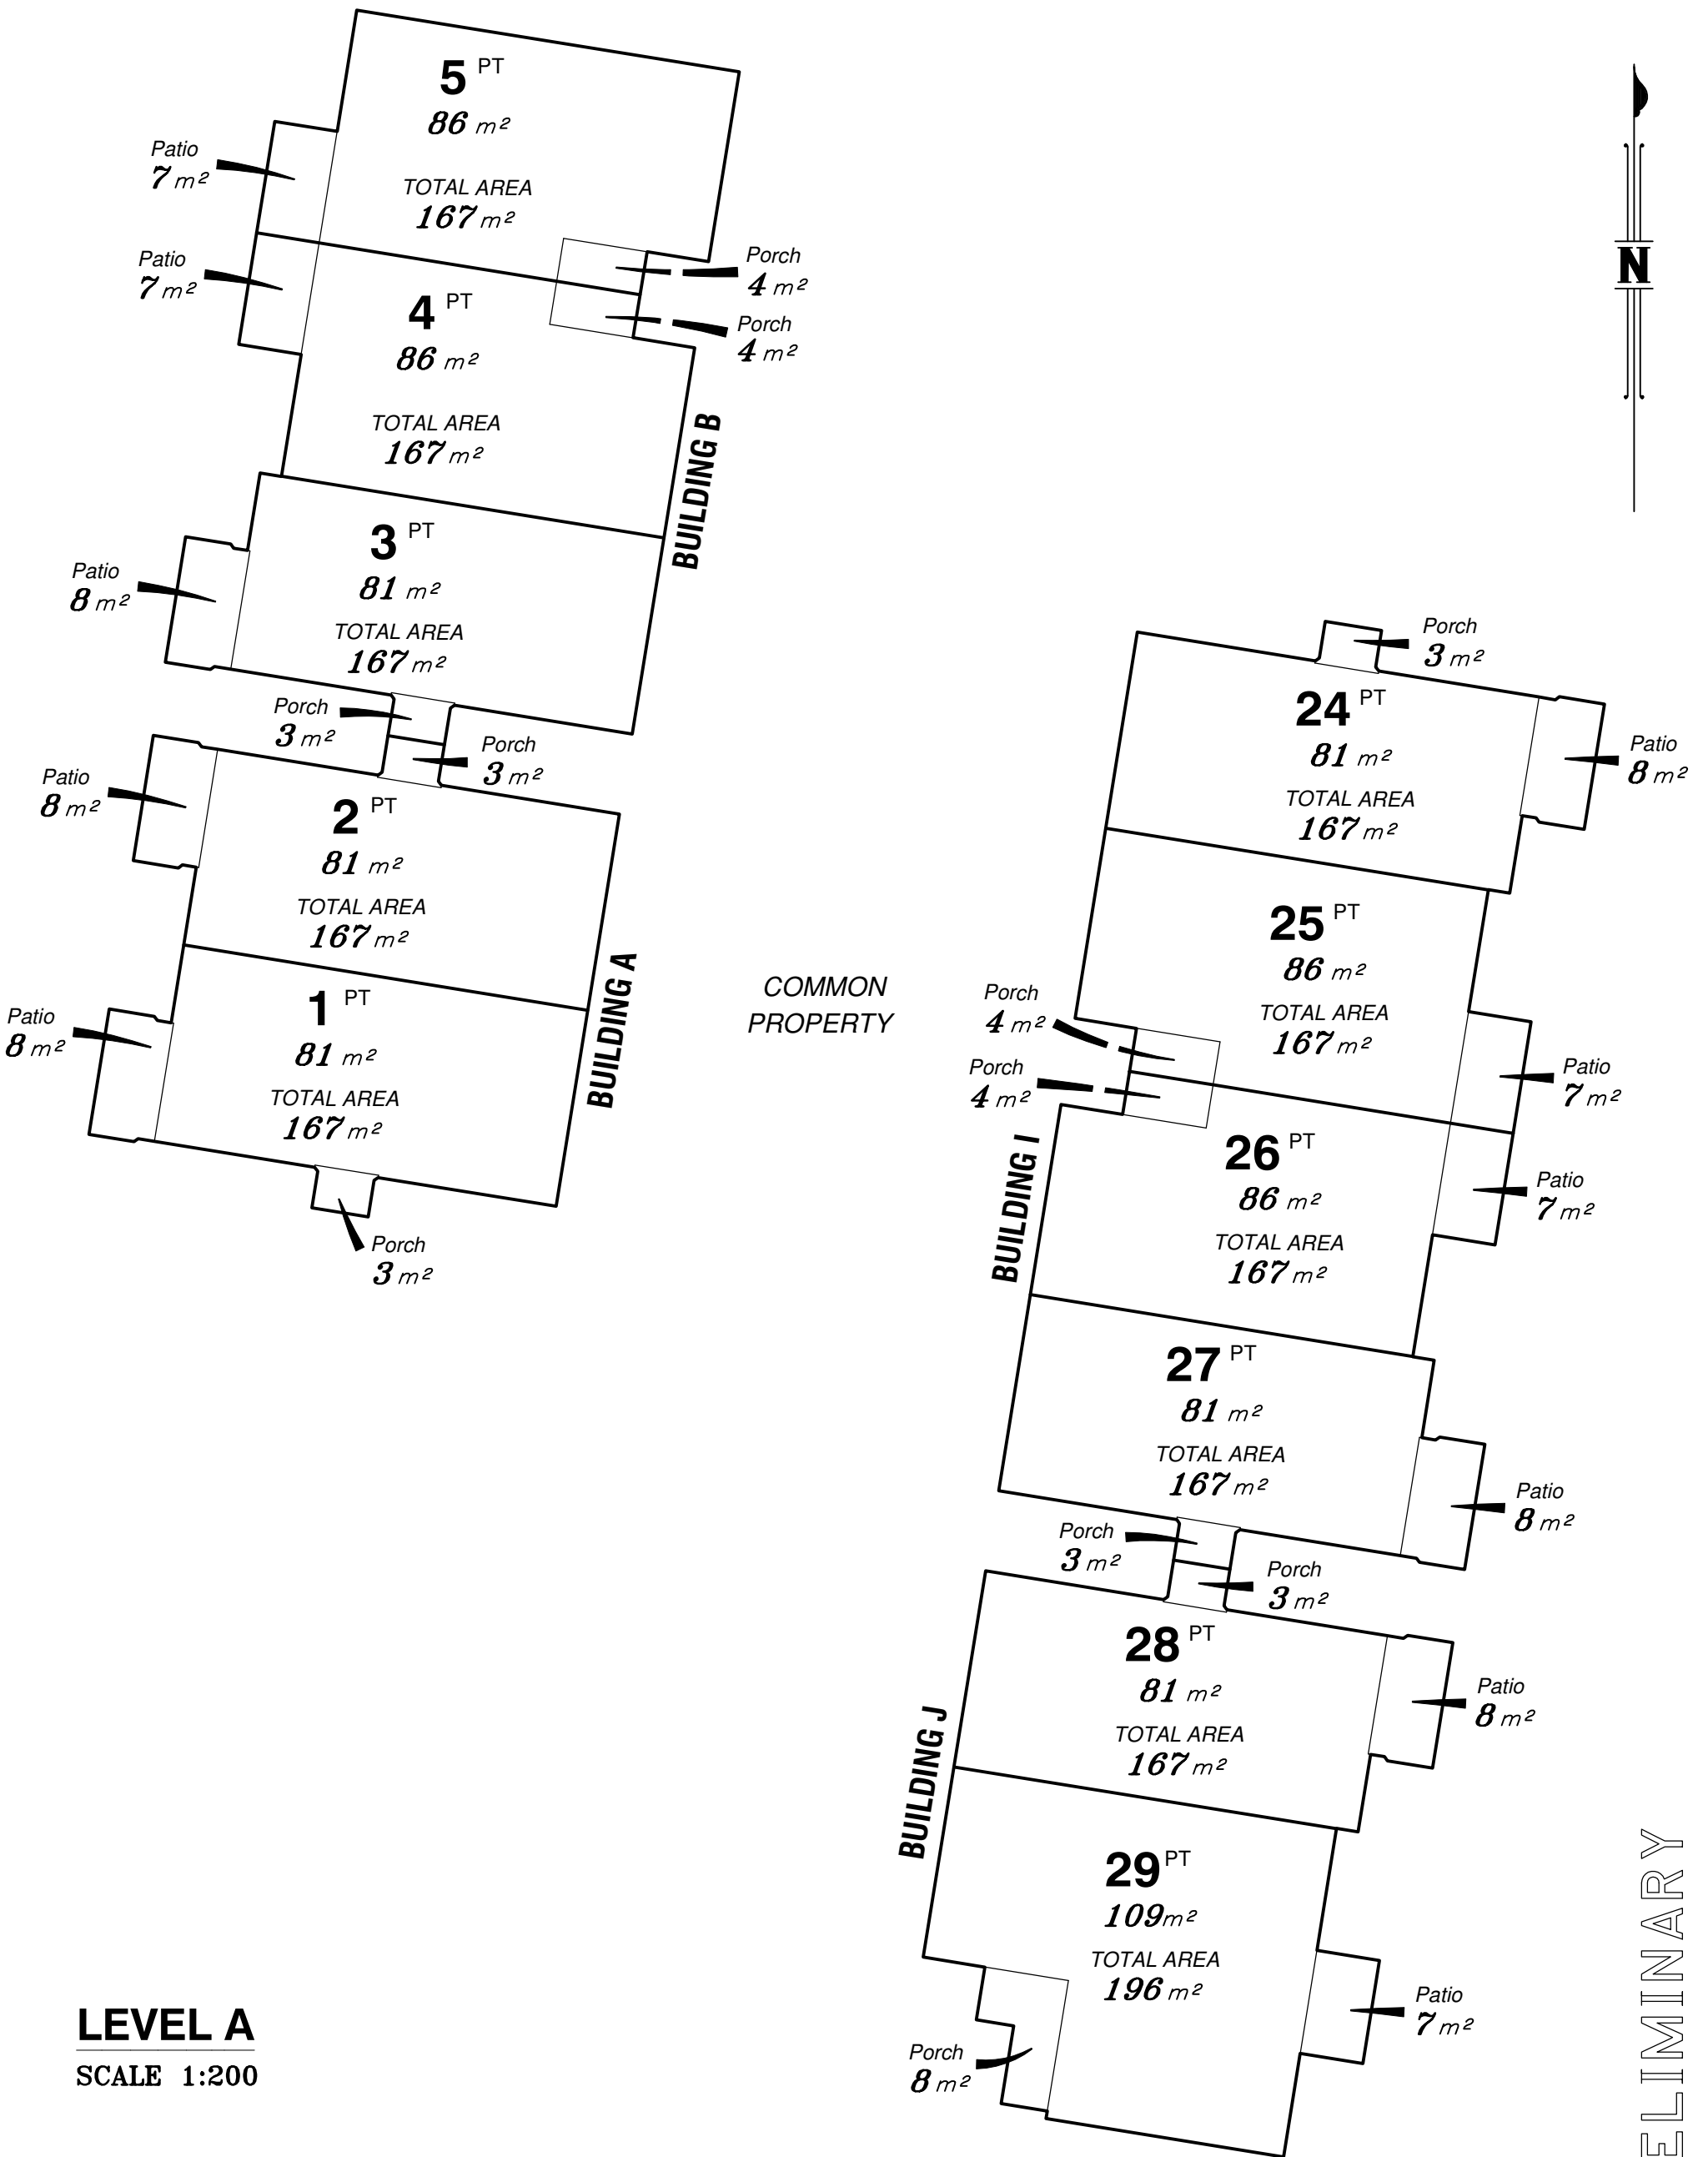 5 PT
86 m²
TOTAL AREA
167 m²
Patio
7 m²
Patio
7 m²
Porch
4 m²
Porch
4 m²
4 PT
86 m²
TOTAL AREA
167 m²
BUILDING B
3 PT
81 m²
TOTAL AREA
167 m²
Patio
8 m²
Porch
3 m²
Porch
3 m²
2 PT
81 m²
TOTAL AREA
167 m²
Patio
8 m²
1 PT
81 m²
TOTAL AREA
167 m²
Patio
8 m²
BUILDING A
Porch
3 m²
COMMON
PROPERTY
N
Porch
3 m²
24 PT
81 m²
TOTAL AREA
167 m²
Patio
8 m²
25 PT
86 m²
TOTAL AREA
167 m²
Porch
4 m²
Porch
4 m²
Patio
7 m²
26 PT
86 m²
TOTAL AREA
167 m²
Patio
7 m²
BUILDING I
27 PT
81 m²
TOTAL AREA
167 m²
Patio
8 m²
Porch
3 m²
Porch
3 m²
28 PT
81 m²
TOTAL AREA
167 m²
Patio
8 m²
BUILDING J
29 PT
109 m²
TOTAL AREA
196 m²
Patio
7 m²
Porch
8 m²
LEVEL A
SCALE 1:200
ELIMINARY